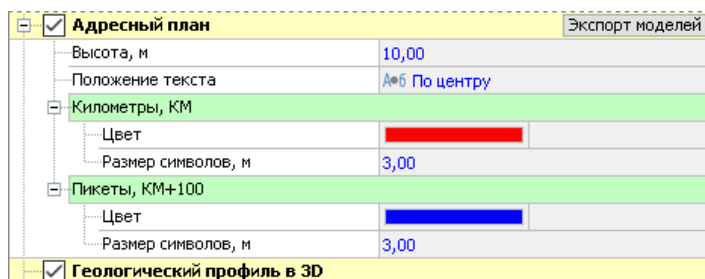 Адресный план Экспорт моделей
Высота, м 10,00
Положение текста А•б По центру
Километры, КМ
Цвет
Размер символов, м 3,00
Пикеты, КМ+100
Цвет
Размер символов, м 3,00
Геологический профиль в 3D